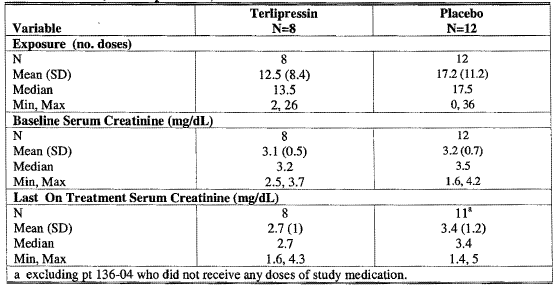 Terlipressin Placebo
Variable N=8 N=12
Exposure (no. doses)
N 8 12
Mean (SD) 12.5 (8.4) 17.2 (11.2)
Median 13.5 17.5
Min, Max 2, 26 0, 36
Baseline Serum Creatinine (mg/dL)
N 8 12
Mean (SD) 3.1 (0.5) 3.2 (0.7)
Median 3.2 3.5
Min, Max 2.5, 3.7 1.6, 4.2
Last On Treatment Serum Creatinine (mg/dL)
N 8 11a
Mean (SD) 2.7 (1) 3.4 (1.2)
Median 2.7 3.4
Min, Max 1.6, 4.3 1.4, 5
a excluding pt 136-04 who did not receive any doses of study medication.